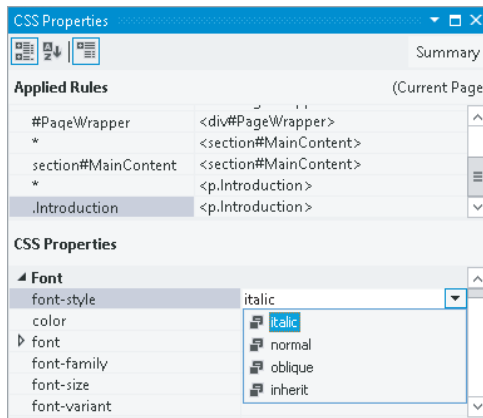 CSS Properties
Summary
Applied Rules (Current Page
#PageWrapper <div#PageWrapper>
* <section#MainContent>
section#MainContent <section#MainContent>
* <p.Introduction>
.Introduction <p.Introduction>
CSS Properties
Font
font-style italic
color italic
font normal
font-family oblique
font-size inherit
font-variant